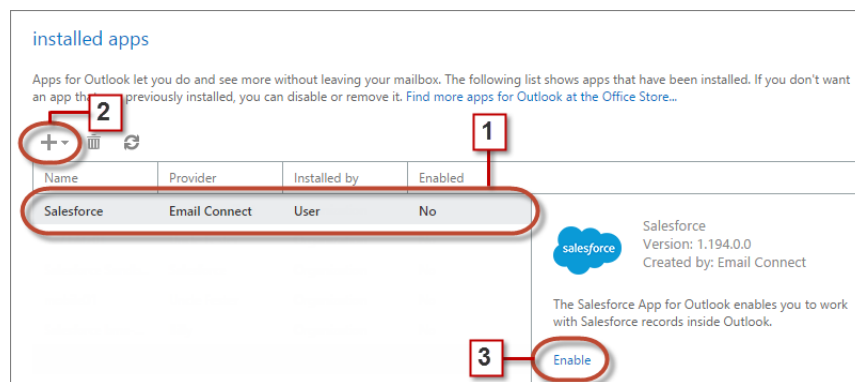 installed apps
Apps for Outlook let you do and see more without leaving your mailbox. The following list shows apps that have been installed. If you don't want
an app previously installed, you can disable or remove it. Find more apps for Outlook at the Office Store...
2
1
Name Provider Installed by Enabled
Salesforce Email Connect User No
salesforce
Salesforce
Version: 1.194.0.0
Created by: Email Connect
The Salesforce App for Outlook enables you to work
with Salesforce records inside Outlook.
3
Enable